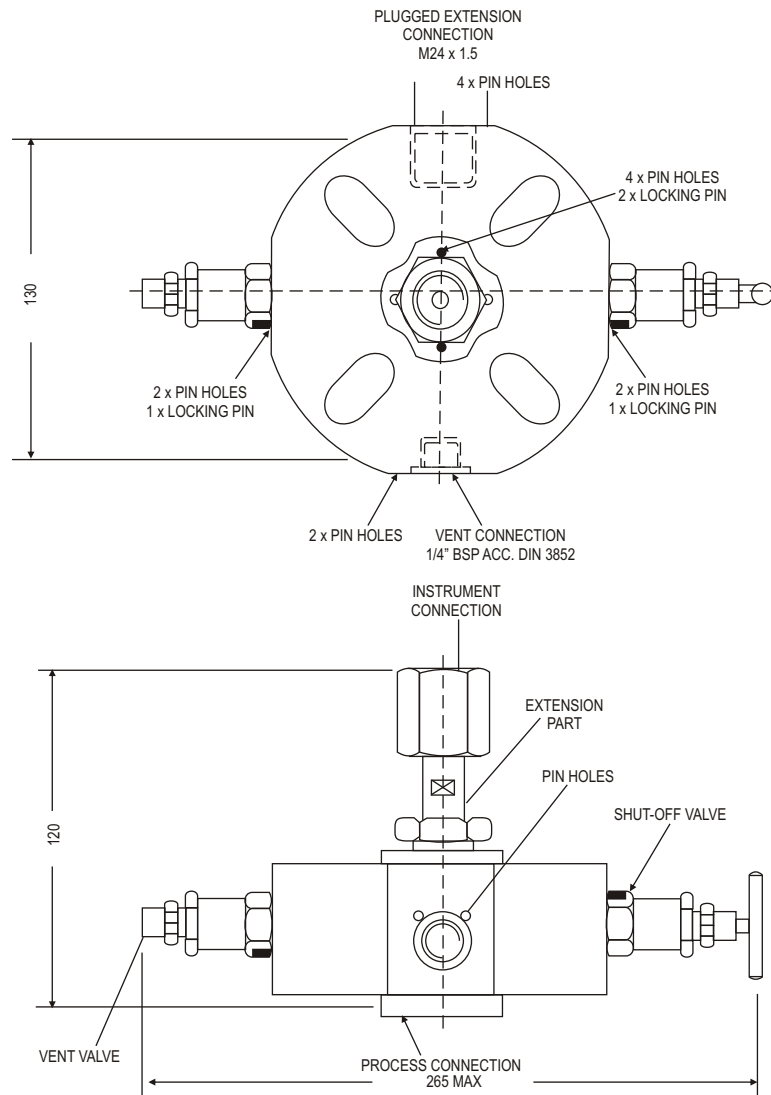 PLUGGED EXTENSION
CONNECTION
M24 x 1.5
4 x PIN HOLES
4 x PIN HOLES
2 x LOCKING PIN
130
2 x PIN HOLES
1 x LOCKING PIN
2 x PIN HOLES
1 x LOCKING PIN
2 x PIN HOLES
VENT CONNECTION
1/4" BSP ACC. DIN 3852
INSTRUMENT
CONNECTION
EXTENSION
PART
PIN HOLES
SHUT-OFF VALVE
120
VENT VALVE
PROCESS CONNECTION
265 MAX